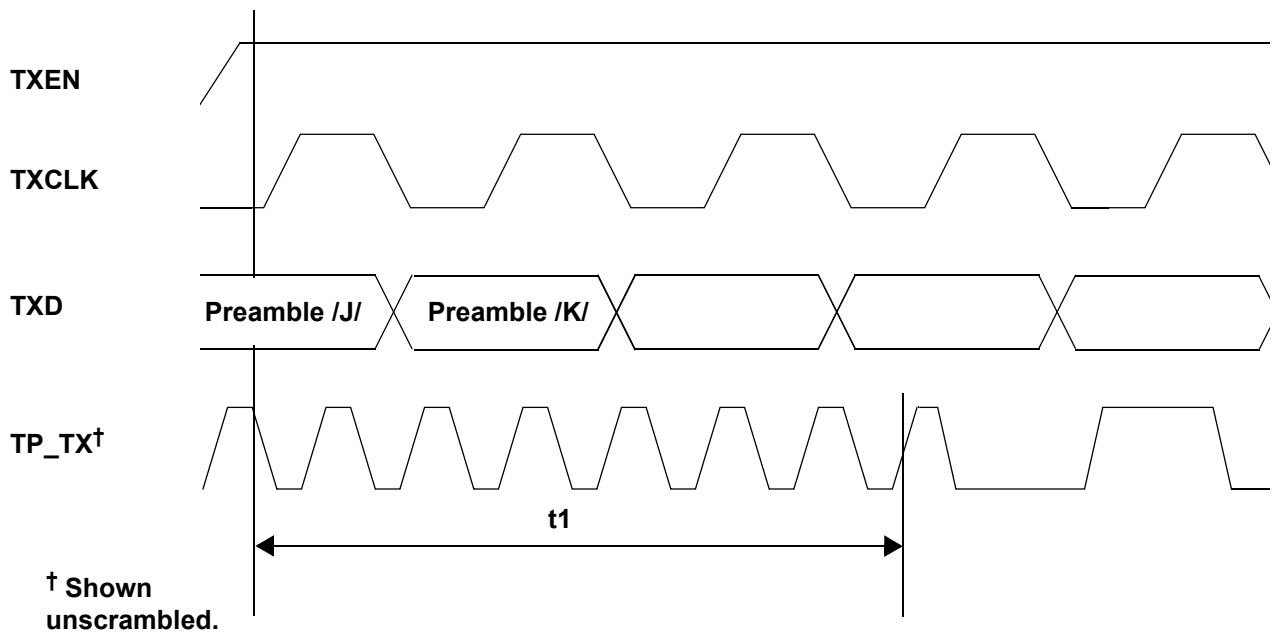 TXEN
TXCLK
TXD
Preamble /J/
Preamble /K/
TP_TX†
t1
† Shown
unscrambled.